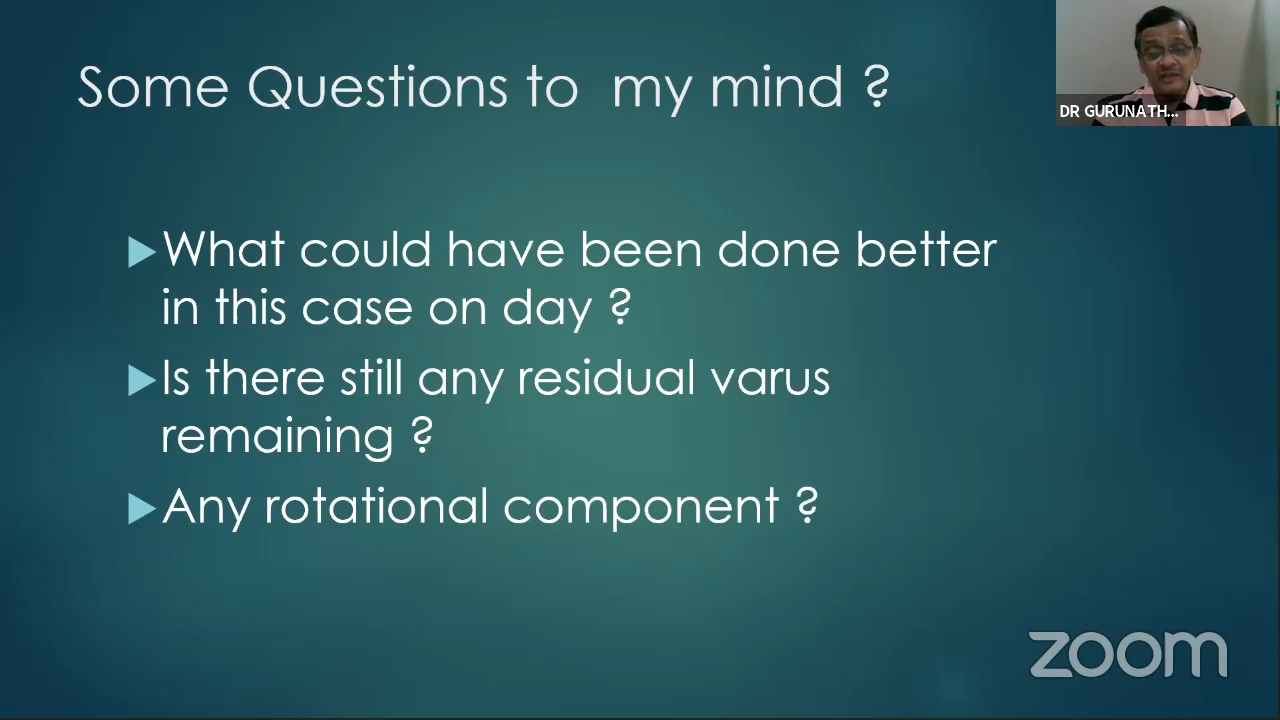 Some Questions to my mind ?
DR GURUNATH...
What could have been done better
in this case on day ?
Is there still any residual varus
remaining ?
Any rotational component ?
zoom